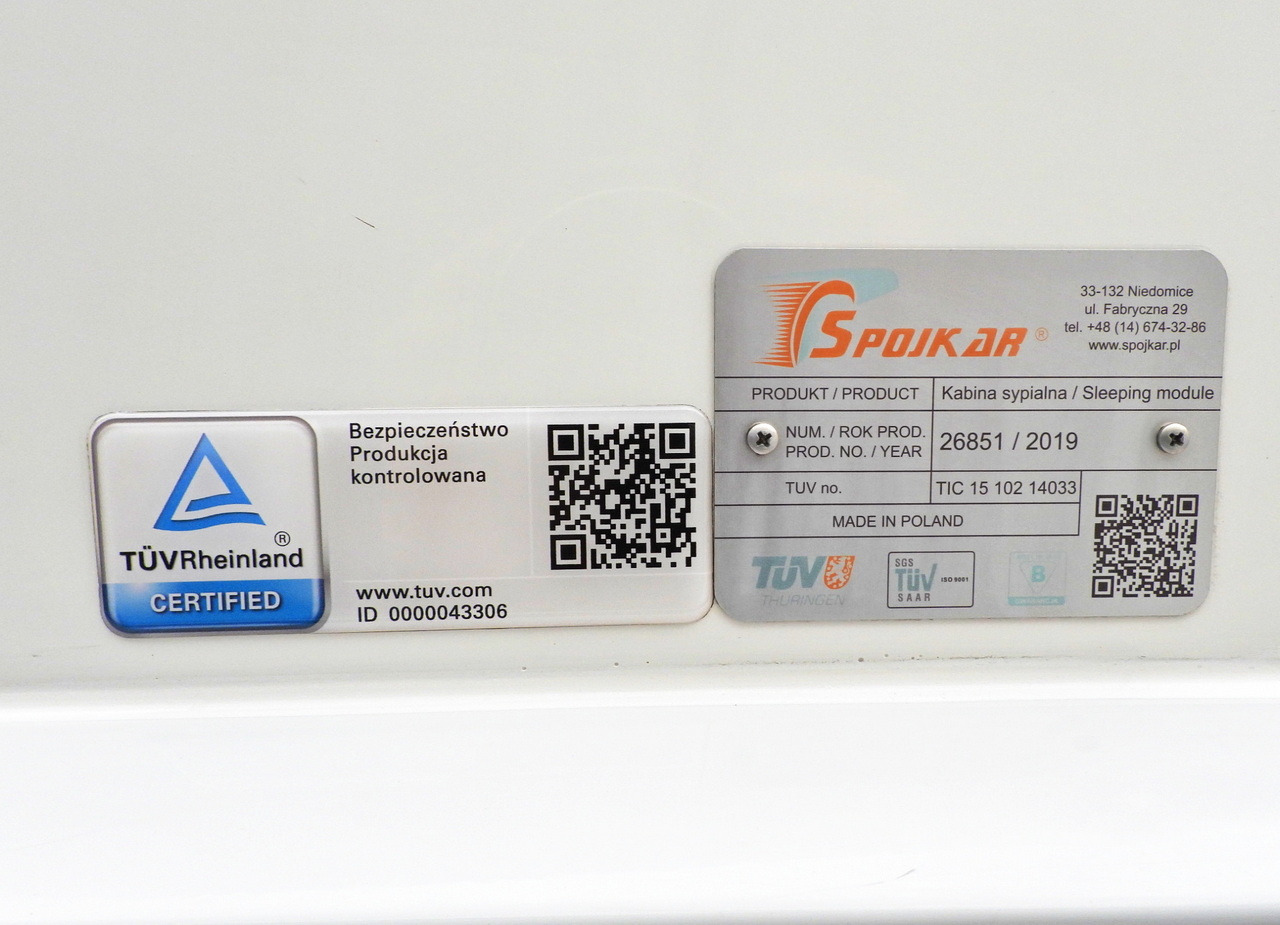 TÜVRheinland®
CERTIFIED
Bezpieczeństwo
Produkcja
kontrolowana
www.tuv.com
ID 0000043306
SPOJKAR®
33-132 Niedomice
ul. Fabryczna 29
tel. +48 (14) 674-32-86
www.spojkar.pl
PRODUKT / PRODUCT
Kabina sypialna / Sleeping module
NUM. / ROK PROD.
PROD. NO. / YEAR
26851 / 2019
TUV no.
TIC 15 102 14033
MADE IN POLAND
TÜV
THÜRINGEN
SGS
TÜV
SAAR
ISO 9001
B